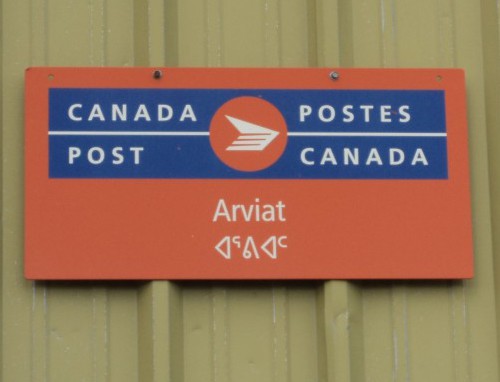 CANADA
POST
POSTES
CANADA
Arviat
ᐊᕐᕕᐊᑦ